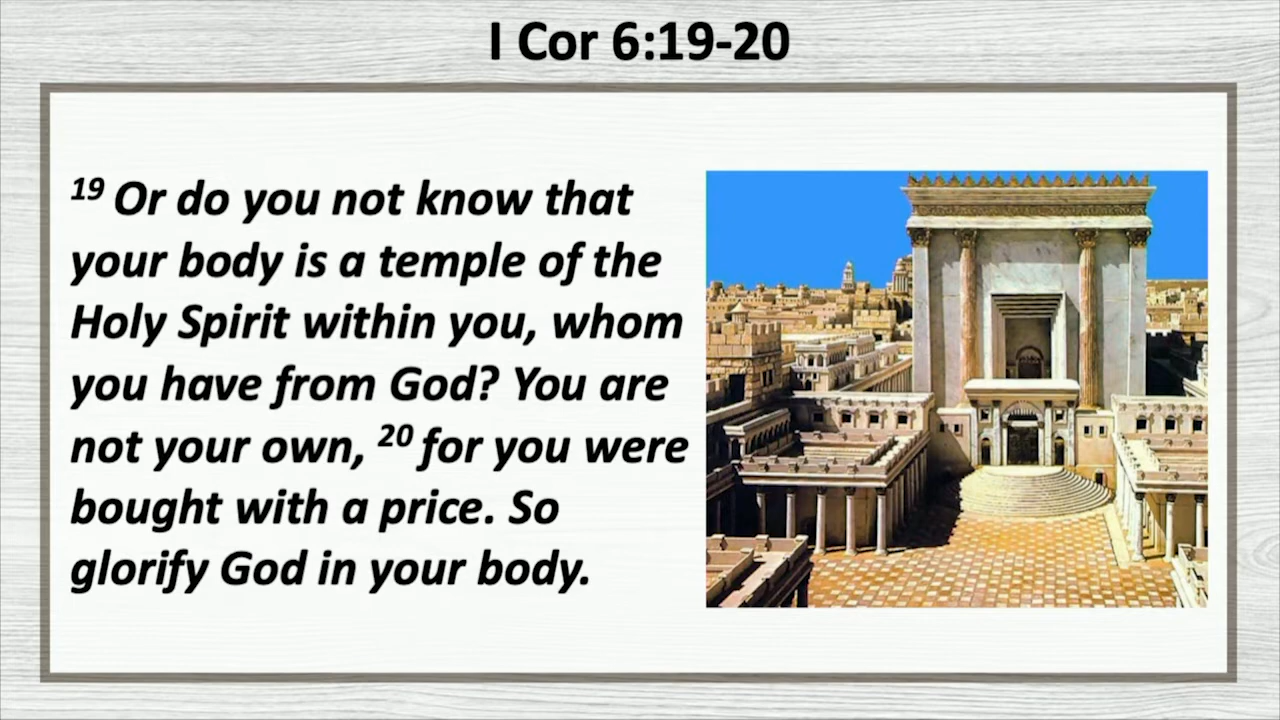 I Cor 6:19-20
19 Or do you not know that
your body is a temple of the
Holy Spirit within you, whom
you have from God? You are
not your own, 20 for you were
bought with a price. So
glorify God in your body.